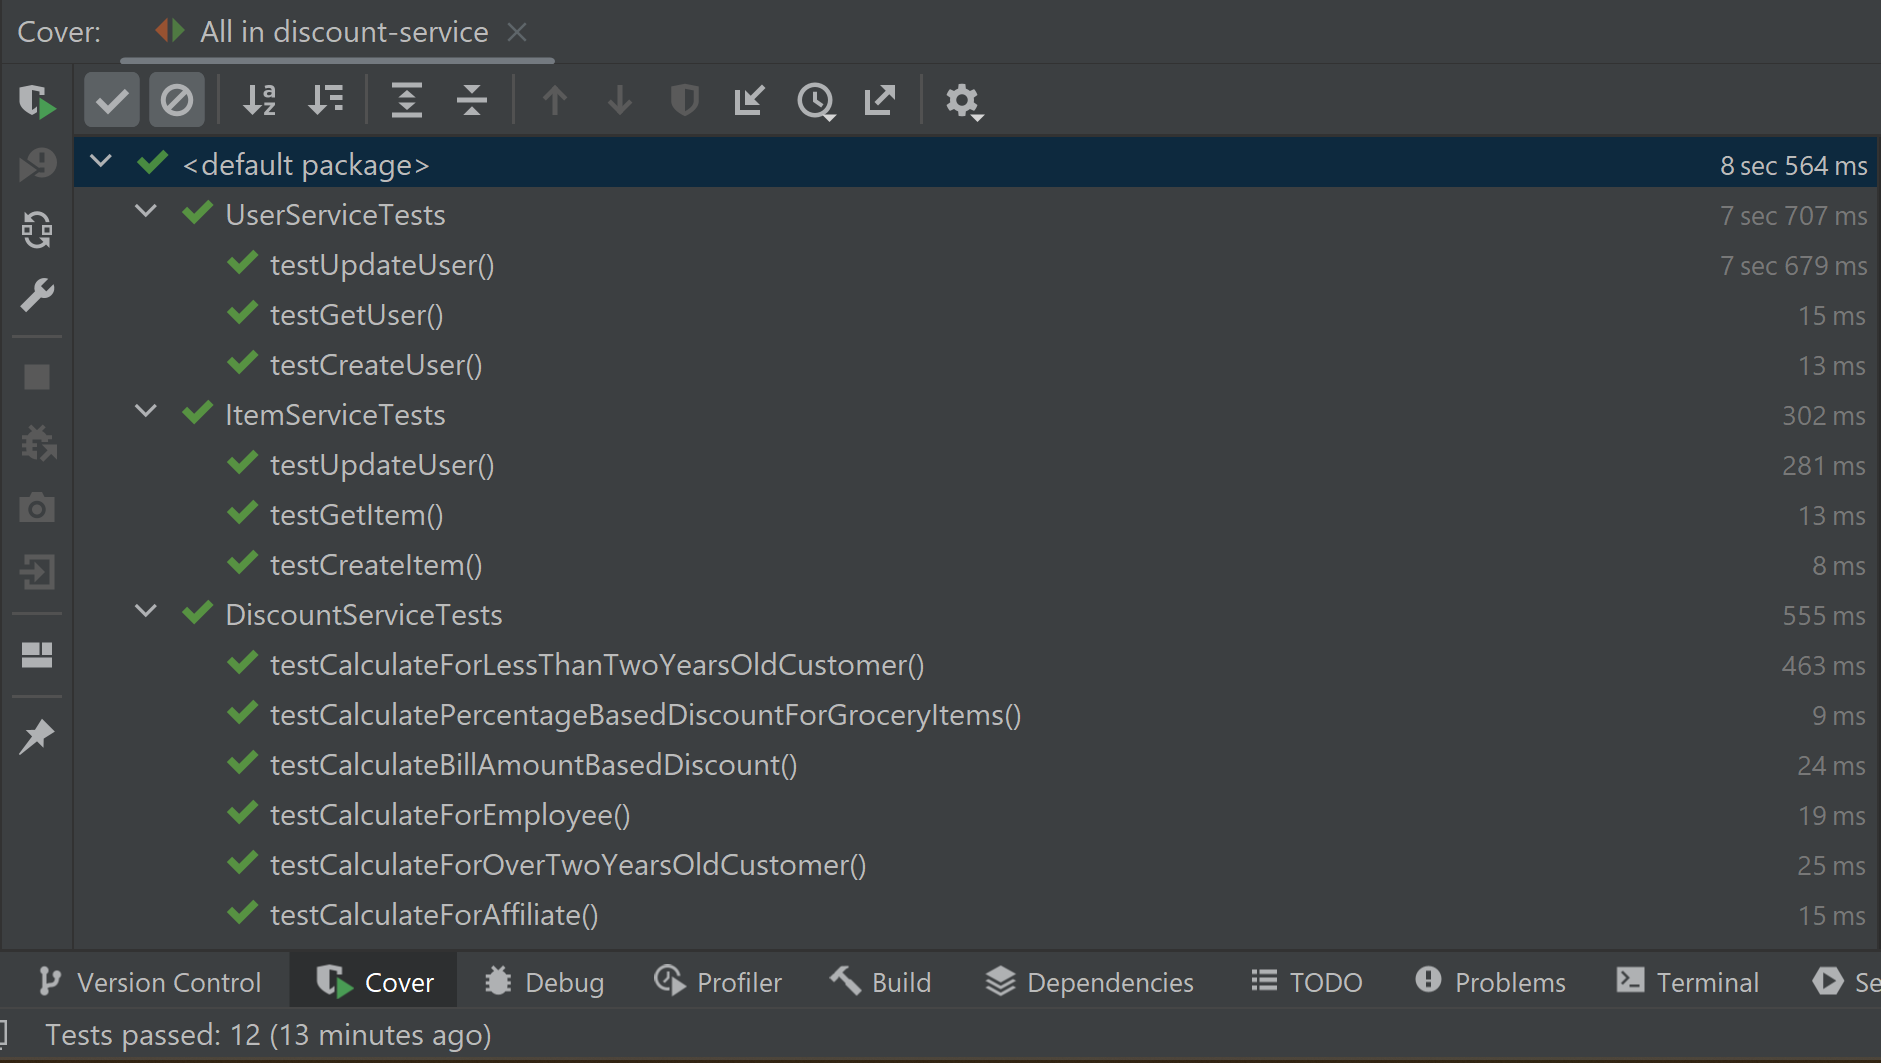 Cover: All in discount-service
<default package> 8 sec 564 ms
UserServiceTests 7 sec 707 ms
testUpdateUser() 7 sec 679 ms
testGetUser() 15 ms
testCreateUser() 13 ms
ItemServiceTests 302 ms
testUpdateUser() 281 ms
testGetItem() 13 ms
testCreateItem() 8 ms
DiscountServiceTests 555 ms
testCalculateForLessThanTwoYearsOldCustomer() 463 ms
testCalculatePercentageBasedDiscountForGroceryItems() 9 ms
testCalculateBillAmountBasedDiscount() 24 ms
testCalculateForEmployee() 19 ms
testCalculateForOverTwoYearsOldCustomer() 25 ms
testCalculateForAffiliate() 15 ms
Version Control Cover Debug Profiler Build Dependencies TODO Problems Terminal Se
Tests passed: 12 (13 minutes ago)